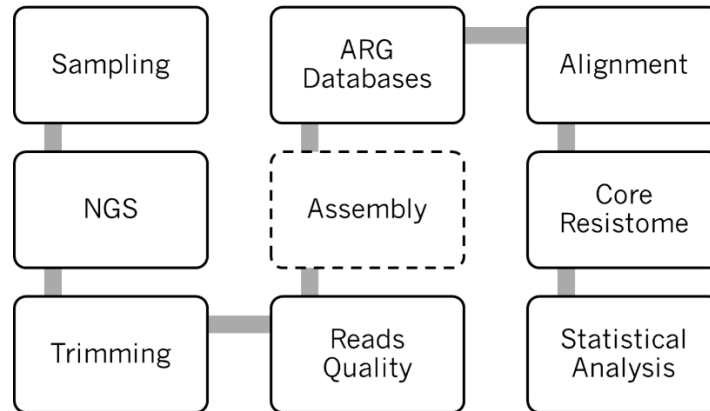 Sampling
NGS
Trimming
Reads
Quality
Assembly
ARG
Databases
Alignment
Core
Resistome
Statistical
Analysis